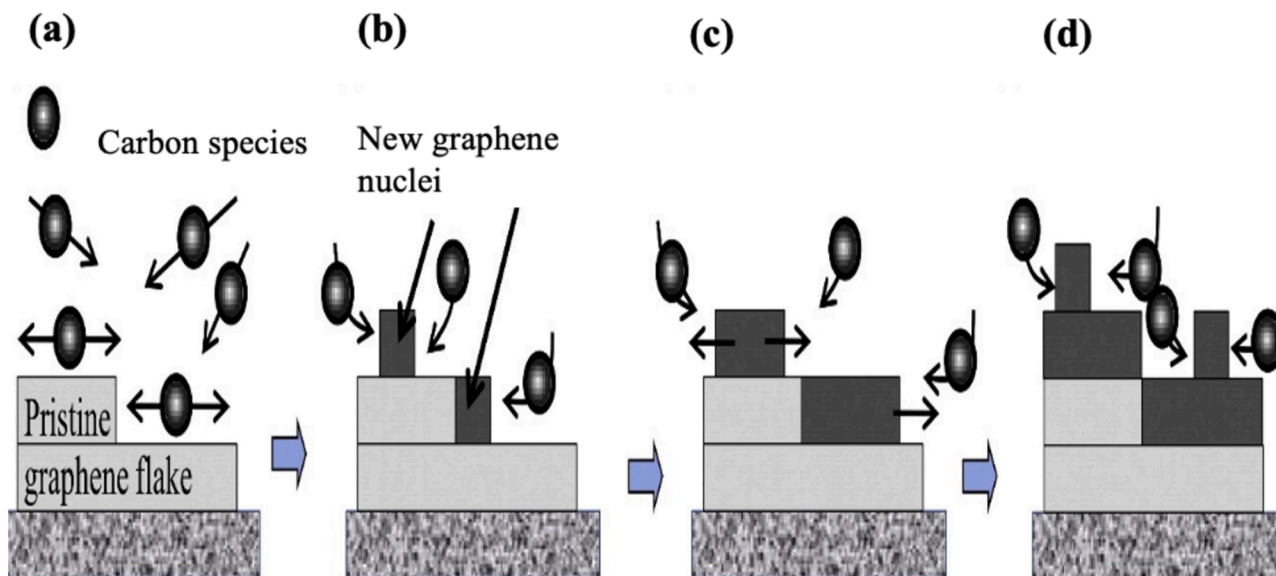 (a)
(b)
(c)
(d)
Carbon species
New graphene
nuclei
Pristine
graphene flake